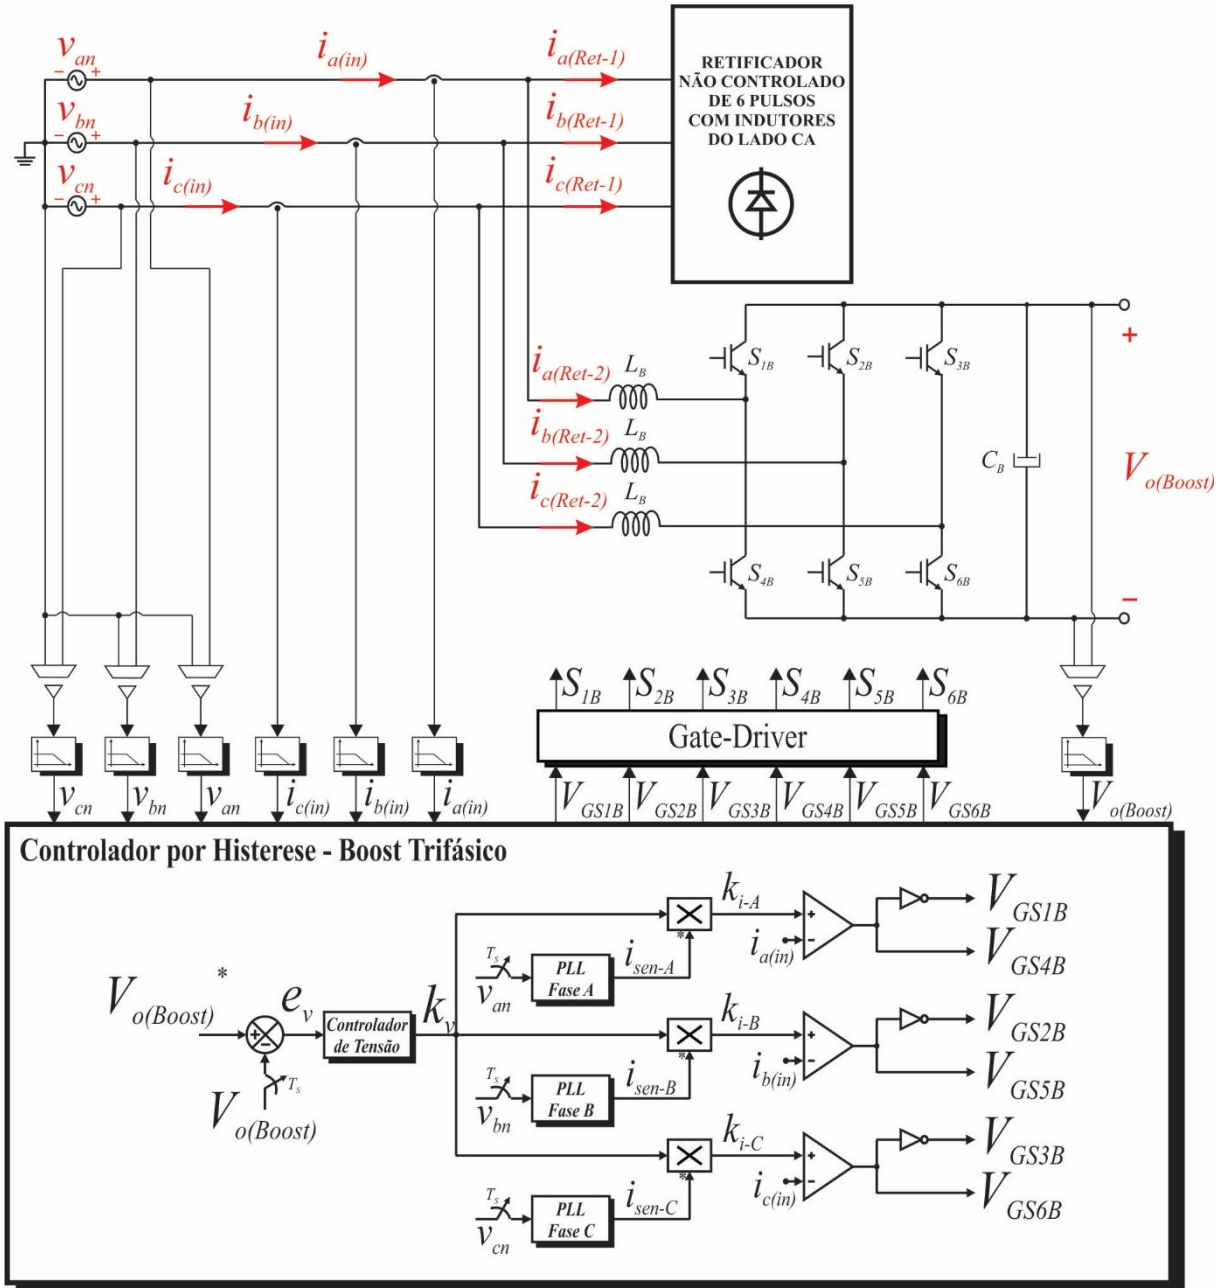 v_an
− +
i_a(in)
i_a(Ret-1)
v_bn
− +
i_b(in)
i_b(Ret-1)
v_cn
− +
i_c(in)
i_c(Ret-1)
RETIFICADOR
NÃO CONTROLADO
DE 6 PULSOS
COM INDUTORES
DO LADO CA
i_a(Ret-2)
L_B
i_b(Ret-2)
L_B
i_c(Ret-2)
L_B
S_1B
S_2B
S_3B
S_4B
S_5B
S_6B
C_B
+
V_o(Boost)
−
S_1B S_2B S_3B S_4B S_5B S_6B
Gate-Driver
V_GS1B V_GS2B V_GS3B V_GS4B V_GS5B V_GS6B
v_cn v_bn v_an i_c(in) i_b(in) i_a(in)
V_o(Boost)
Controlador por Histerese - Boost Trifásico
V_o(Boost)*
+
−
e_v
Controlador
de Tensão
k_v
T_s
V_o(Boost)
T_s
v_an
PLL
Fase A
i_sen-A
*
k_i-A
+
−
i_a(in)
V_GS1B
V_GS4B
T_s
v_bn
PLL
Fase B
i_sen-B
*
k_i-B
+
−
i_b(in)
V_GS2B
V_GS5B
T_s
v_cn
PLL
Fase C
i_sen-C
*
k_i-C
+
−
i_c(in)
V_GS3B
V_GS6B